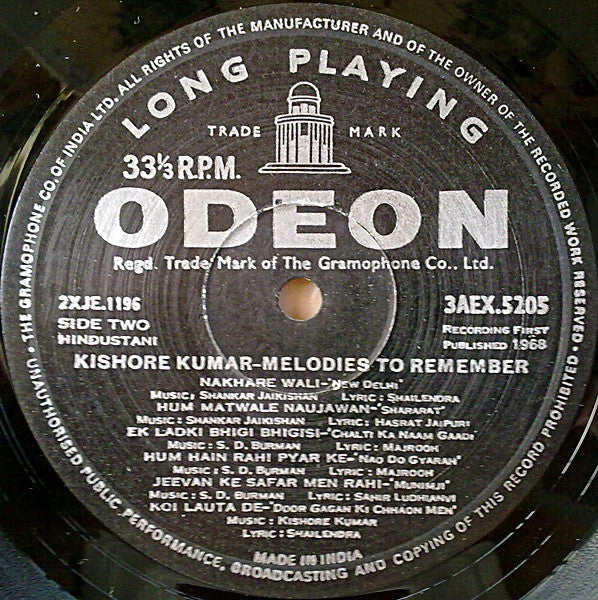 ALL RIGHTS OF THE MANUFACTURER AND OF THE OWNER OF THE RECORDED WORK RESERVED • UNAUTHORISED PUBLIC PERFORMANCE, BROADCASTING AND COPYING OF THIS RECORD PROHIBITED. • THE GRAMOPHONE CO. OF INDIA LTD.
LONG PLAYING
TRADE MARK
33⅓ R.P.M.
ODEON
Regd. Trade Mark of The Gramophone Co.. Ltd.
2XJE.1196 3AEX.5205
SIDE TWO RECORDING FIRST
HINDUSTANI PUBLISHED 1968
KISHORE KUMAR-MELODIES TO REMEMBER
NAKHARE WALI-"NEW DELHI"
MUSIC: SHANKAR JAIKISHAN LYRIC: SHAILENDRA
HUM MATWALE NAUJAWAN-"SHARARAT"
MUSIC: SHANKAR JAIKISHAN LYRIC: HASRAT JAIPURI
EK LADKI BHIGI BHIGISI-"CHALTI KA NAAM GAADI"
MUSIC: S. D. BURMAN LYRIC: MAJROOH
HUM HAIN RAHI PYAR KE-"NAO DO GYARAH"
MUSIC: S. D. BURMAN LYRIC: MAJROOH
JEEVAN KE SAFAR MEN RAHI-"MUNIMJI"
MUSIC: S. D. BURMAN LYRIC: SAHIR LUDHIANVI
KOI LAUTA DE-"DOOR GAGAN KI CHHAON MEN"
MUSIC: KISHORE KUMAR
LYRIC: SHAILENDRA
MADE IN INDIA